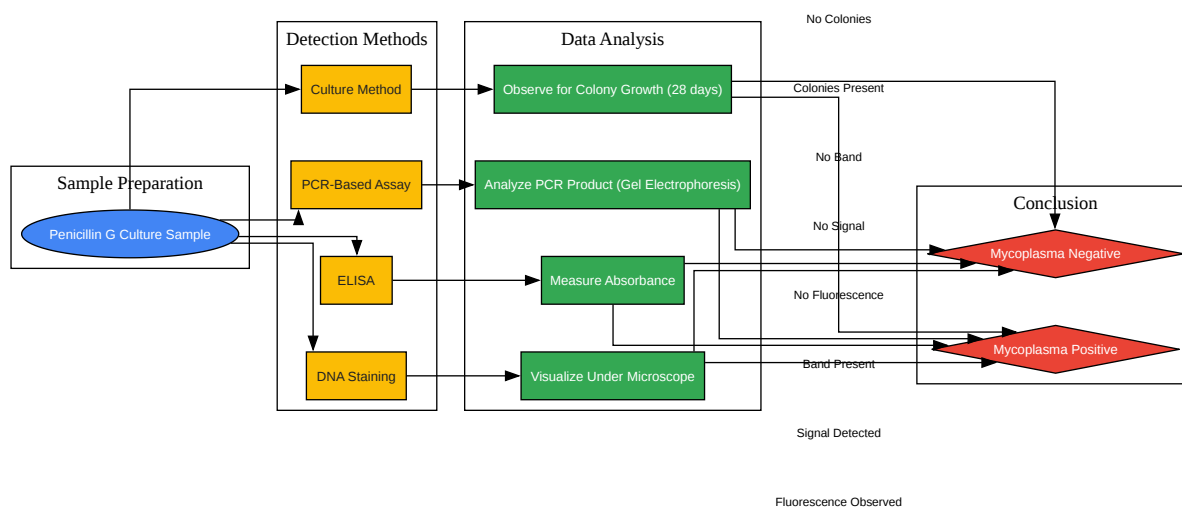 Sample Preparation
Penicillin G Culture Sample
Detection Methods
Culture Method
PCR-Based Assay
ELISA
DNA Staining
Data Analysis
Observe for Colony Growth (28 days)
Analyze PCR Product (Gel Electrophoresis)
Measure Absorbance
Visualize Under Microscope
No Colonies
Colonies Present
No Band
No Signal
No Fluorescence
Band Present
Signal Detected
Fluorescence Observed
Conclusion
Mycoplasma Negative
Mycoplasma Positive